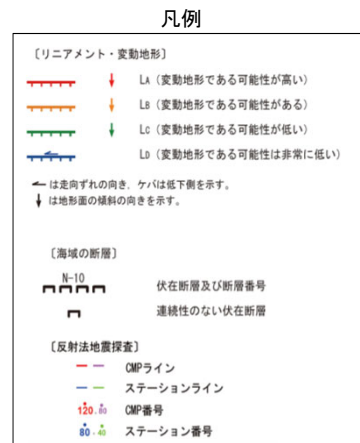 凡例
〔リニアメント・変動地形〕
LA（変動地形である可能性が高い）
LB（変動地形である可能性がある）
LC（変動地形である可能性が低い）
LD（変動地形である可能性は非常に低い）
は走向ずれの向き、ケバは低下側を示す。
は地形面の傾斜の向きを示す。
〔海域の断層〕
N-10
伏在断層及び断層番号
連続性のない伏在断層
〔反射法地震探査〕
CMPライン
ステーションライン
120 80 CMP番号
80 40 ステーション番号